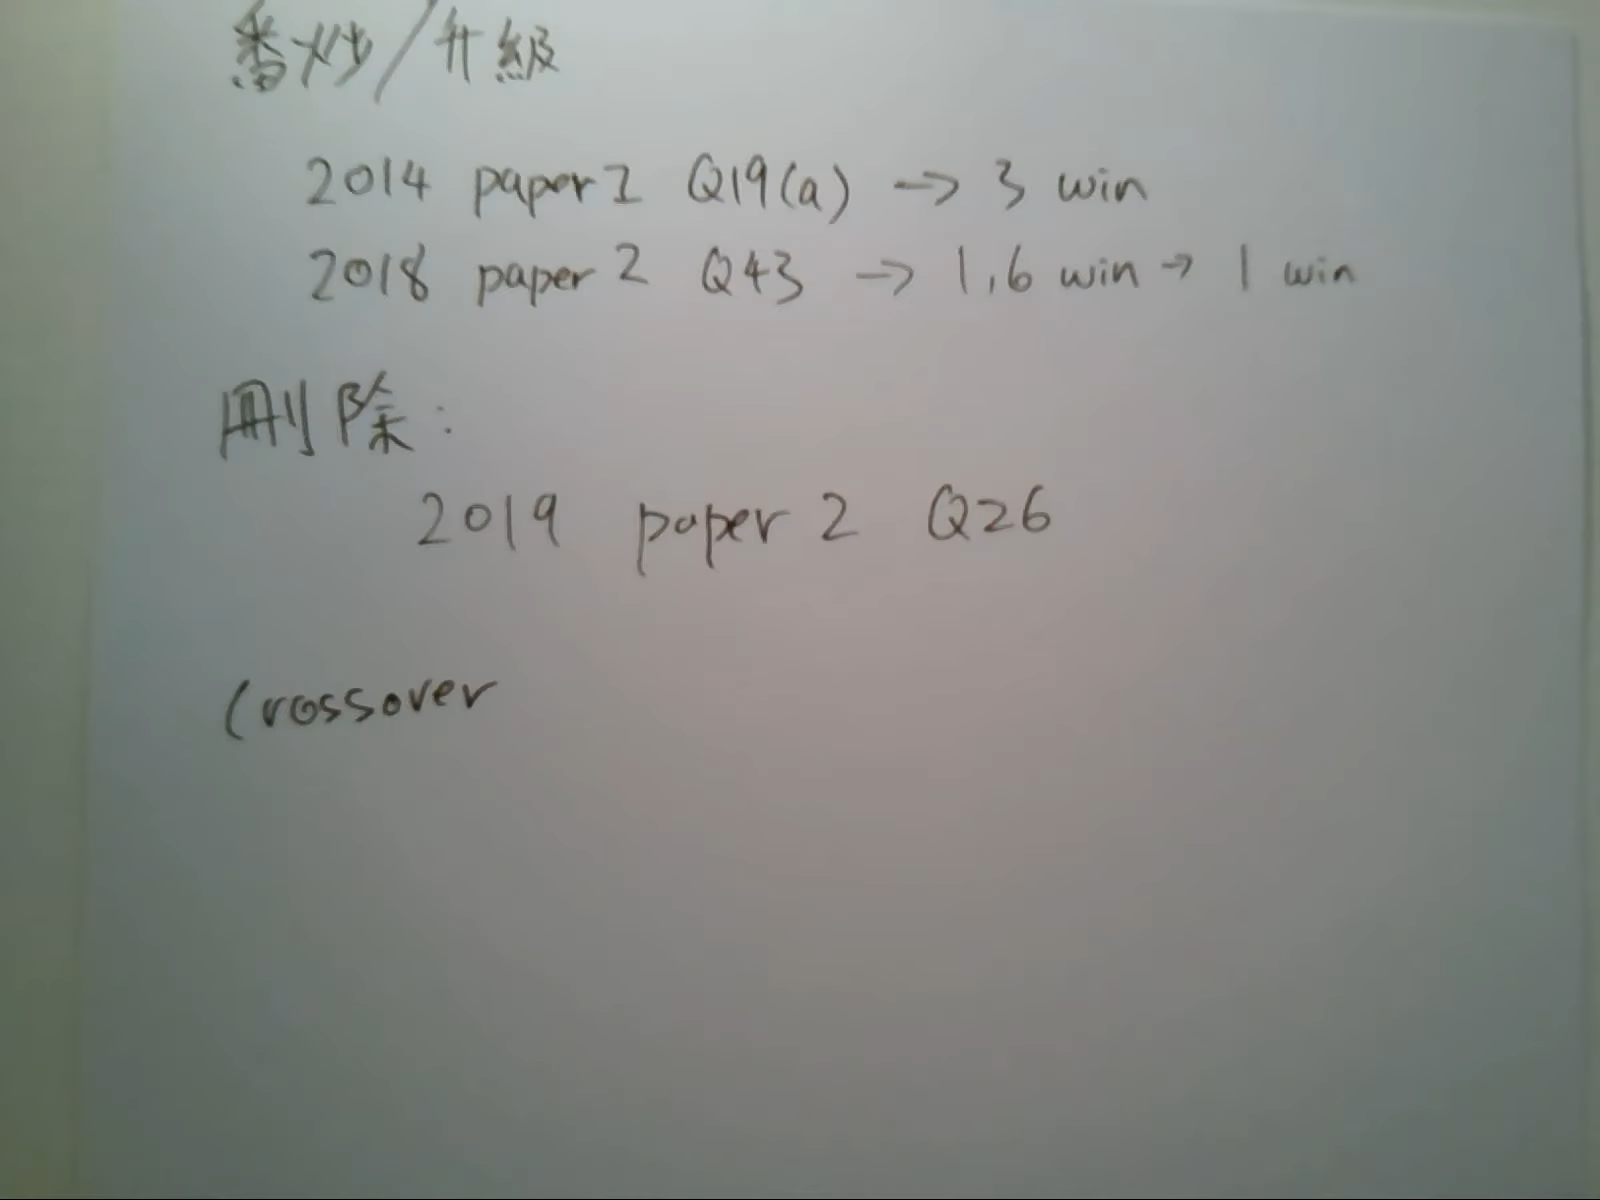 番炒/升級
2014 paper 1 Q19(a) → 3 win
2018 paper 2 Q43 → 1,6 win → 1 win
刪除:
2019 paper 2 Q26
Crossover